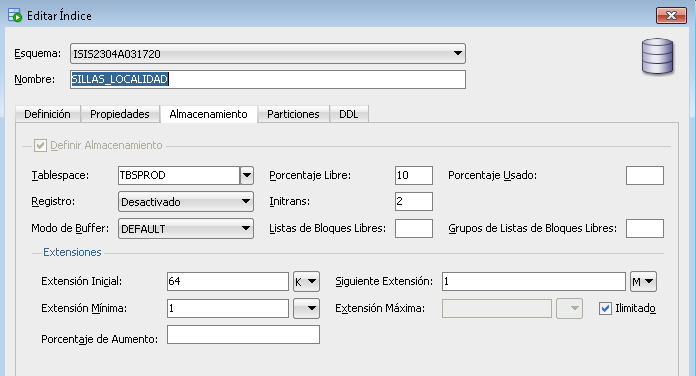 Editar Índice
Esquema: ISIS2304A031720
Nombre: SILLAS_LOCALIDAD
Definición Propiedades Almacenamiento Particiones DDL
Definir Almacenamiento
Tablespace: TBSPROD Porcentaje Libre: 10 Porcentaje Usado:
Registro: Desactivado Initrans: 2
Modo de Buffer: DEFAULT Listas de Bloques Libres: Grupos de Listas de Bloques Libres:
Extensiones
Extensión Inicial: 64 K Siguiente Extensión: 1 M
Extensión Mínima: 1 Extensión Máxima: Ilimitado
Porcentaje de Aumento: